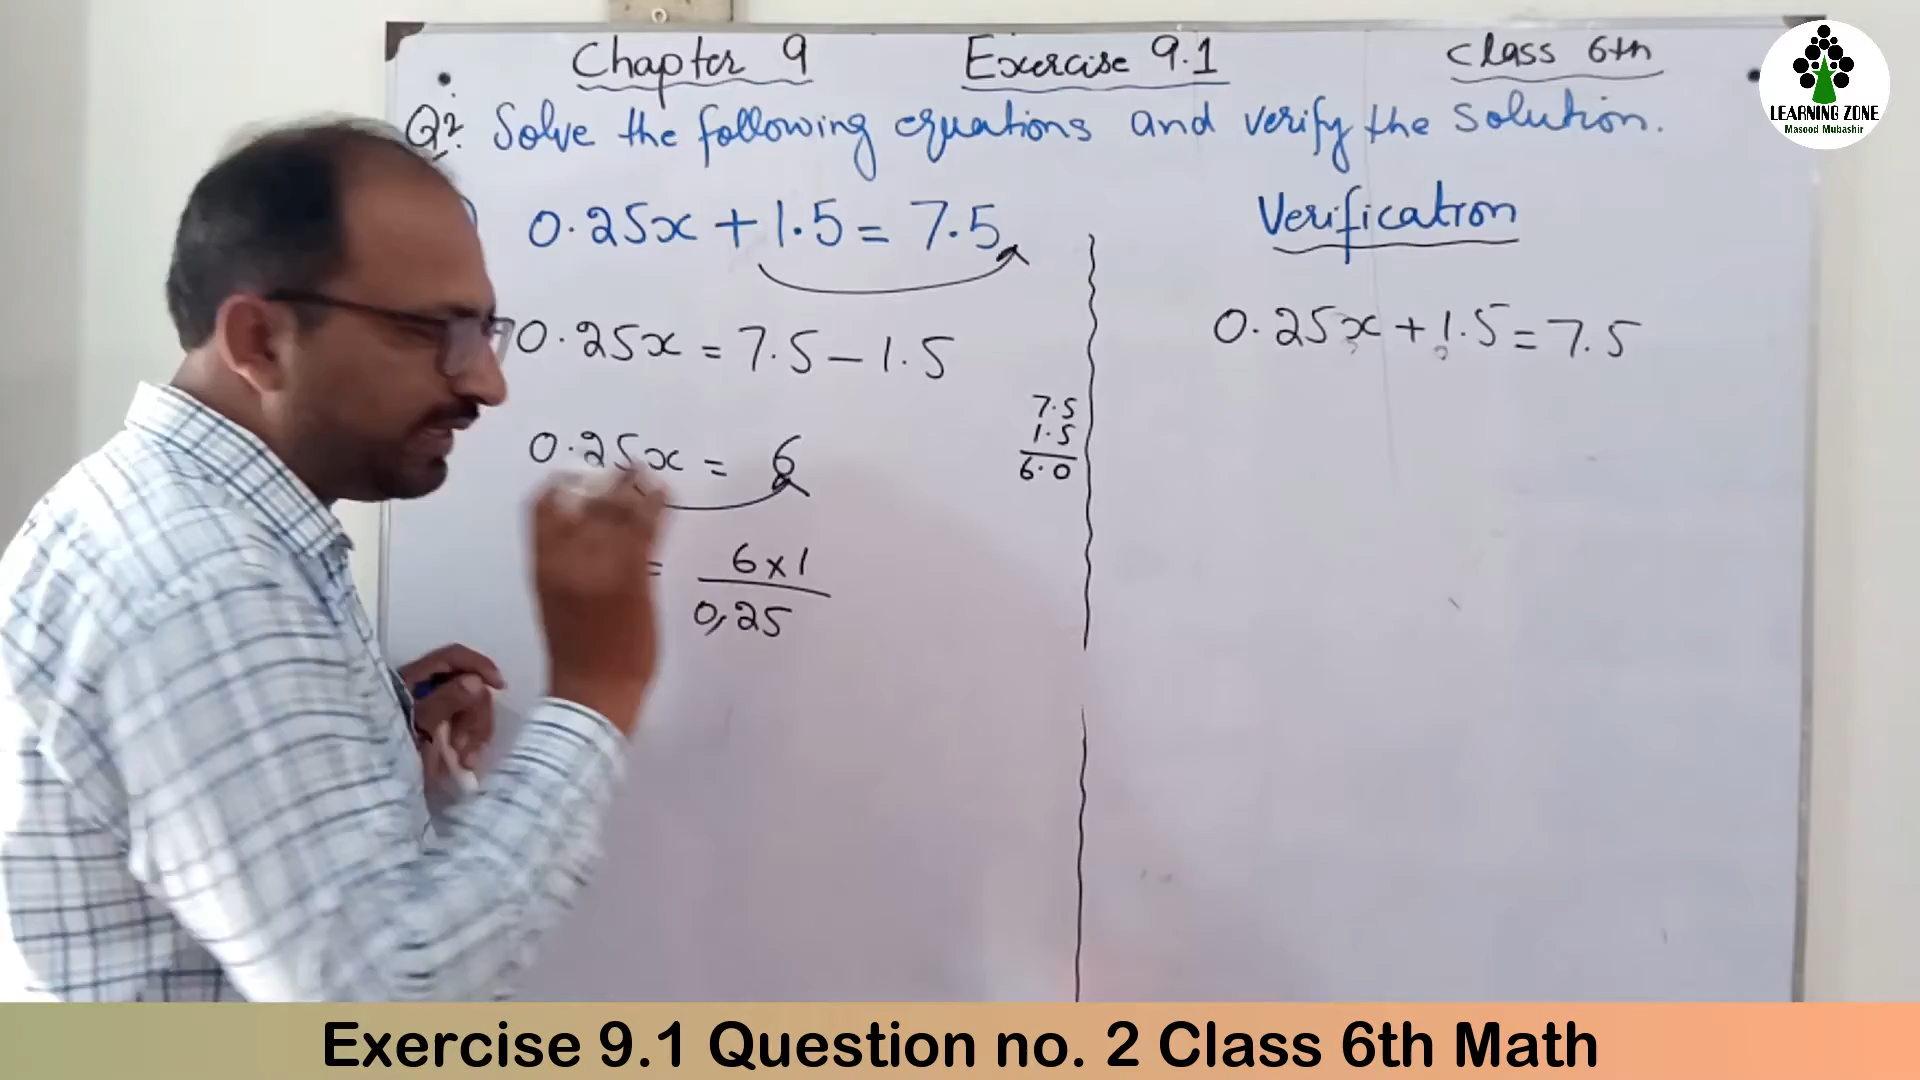 Chapter 9 Exercise 9.1 Class 6th
LEARNING ZONE
Masood Mubashir
Q2: Solve the following equations and verify the solution.
0.25x + 1.5 = 7.5
Verification
0.25x = 7.5 - 1.5
0.25x + 1.5 = 7.5
0.25x = 6
7.5
1.5
6.0
= 6 x 1
0.25
Exercise 9.1 Question no. 2 Class 6th Math